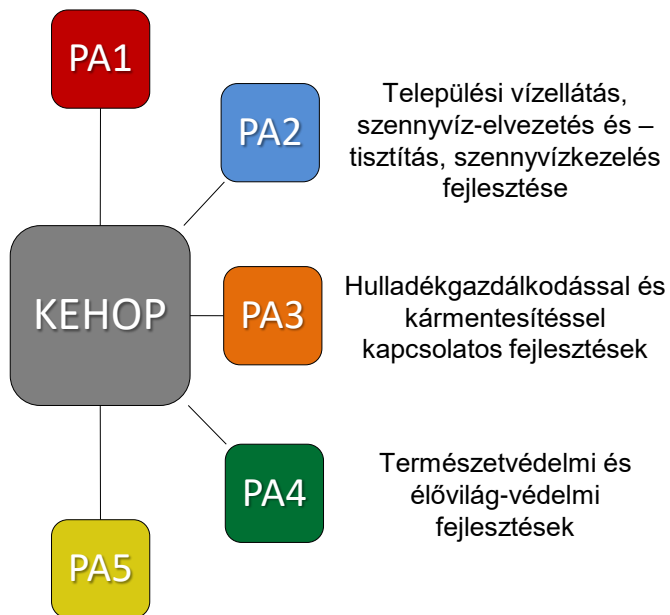 PA1
PA2
Települési vízellátás,
szennyvíz-elvezetés és –
tisztítás, szennyvízkezelés
fejlesztése
KEHOP
PA3
Hulladékgazdálkodással és
kármentesítéssel
kapcsolatos fejlesztések
PA4
Természetvédelmi és
élővilág-védelmi
fejlesztések
PA5